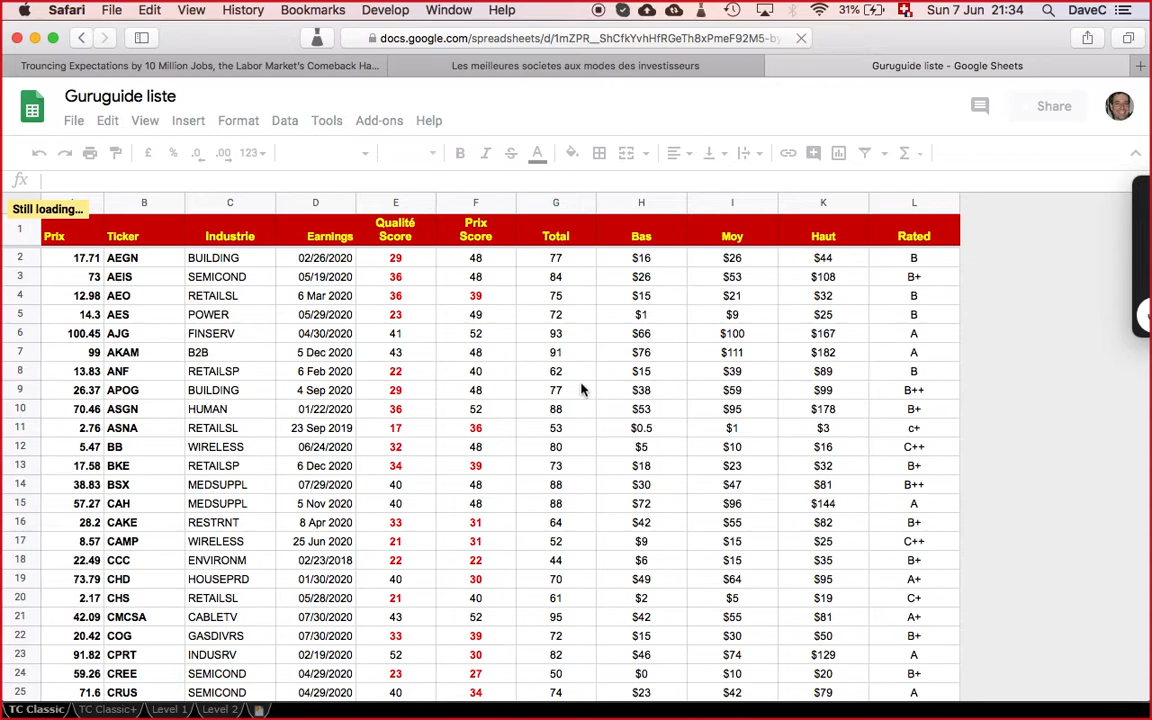 Safari File Edit View History Bookmarks Develop Window Help 31% Sun 7 Jun 21:34 DaveC
docs.google.com/spreadsheets/d/1mZPR__ShCfkYvhHfRGeTh8xPmeF92M5-b
Trouncing Expectations by 10 Million Jobs, the Labor Market's Comeback Ha... Les meilleures societes aux modes des investisseurs Guruguide liste - Google Sheets
Guruguide liste
Share
File Edit View Insert Format Data Tools Add-ons Help
£ % .0 .00 123 B I S A Σ
fx
Still loading...
B C D E F G H I J K L
1 Prix Ticker Industrie Earnings Qualité Score Prix Score Total Bas Moy Haut Rated
2 17.71 AEGN BUILDING 02/26/2020 29 48 77 $16 $26 $44 B
3 73 AEIS SEMICOND 05/19/2020 36 48 84 $26 $53 $108 B+
4 12.98 AEO RETAILSL 6 Mar 2020 36 39 75 $15 $21 $32 B
5 14.3 AES POWER 05/29/2020 23 49 72 $1 $9 $25 B
6 100.45 AJG FINSERV 04/30/2020 41 52 93 $66 $100 $167 A
7 99 AKAM B2B 5 Dec 2020 43 48 91 $76 $111 $182 A
8 13.83 ANF RETAILSP 6 Feb 2020 22 40 62 $15 $39 $89 B
9 26.37 APOG BUILDING 4 Sep 2020 29 48 77 $38 $59 $99 B++
10 70.46 ASGN HUMAN 01/22/2020 36 52 88 $53 $95 $178 B+
11 2.76 ASNA RETAILSL 23 Sep 2019 17 36 53 $0.5 $1 $3 c+
12 5.47 BB WIRELESS 06/24/2020 32 48 80 $5 $10 $16 C++
13 17.58 BKE RETAILSP 6 Dec 2020 34 39 73 $18 $23 $32 B+
14 38.83 BSX MEDSUPPL 07/29/2020 40 48 88 $30 $47 $81 B++
15 57.27 CAH MEDSUPPL 5 Nov 2020 40 48 88 $72 $96 $144 A
16 28.2 CAKE RESTRNT 8 Apr 2020 33 31 64 $42 $55 $82 B+
17 8.57 CAMP WIRELESS 25 Jun 2020 21 31 52 $9 $15 $25 C++
18 22.49 CCC ENVIRONM 02/23/2018 22 22 44 $6 $15 $35 B+
19 73.79 CHD HOUSEPRD 01/30/2020 40 30 70 $49 $64 $95 A+
20 2.17 CHS RETAILSL 05/28/2020 21 40 61 $2 $5 $19 C+
21 42.09 CMCSA CABLETV 07/30/2020 43 52 95 $42 $55 $81 A+
22 20.42 COG GASDIVRS 07/30/2020 33 39 72 $15 $30 $50 B+
23 91.82 CPRT INDUSRV 02/19/2020 52 30 82 $46 $74 $129 A
24 59.26 CREE SEMICOND 04/29/2020 23 27 50 $0 $10 $20 B+
25 71.6 CRUS SEMICOND 04/29/2020 40 34 74 $23 $42 $79 A
TC Classic TC Classic+ Level 1 Level 2